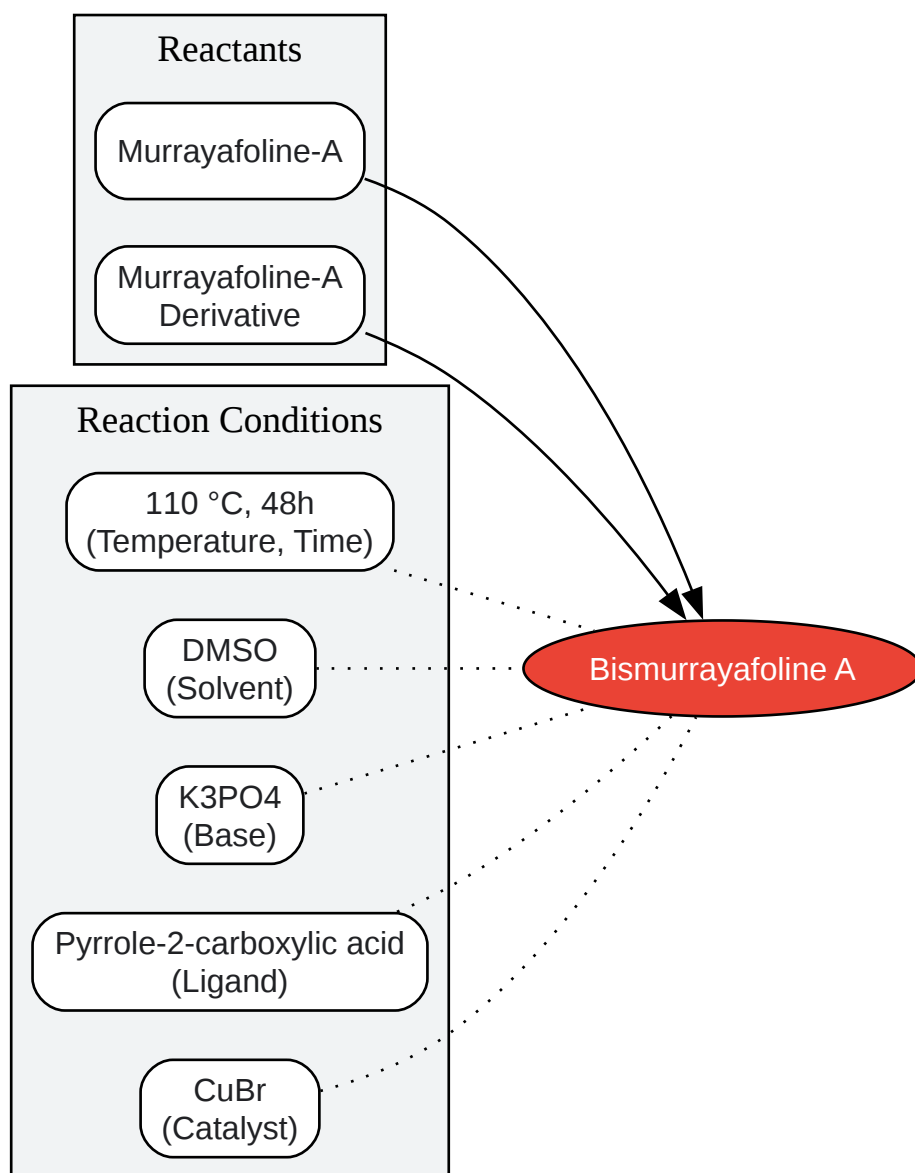 Reactants
Murrayafoline-A
Murrayafoline-A
Derivative
Reaction Conditions
110 °C, 48h
(Temperature, Time)
DMSO
(Solvent)
K3PO4
(Base)
Pyrrole-2-carboxylic acid
(Ligand)
CuBr
(Catalyst)
Bismurrayafoline A